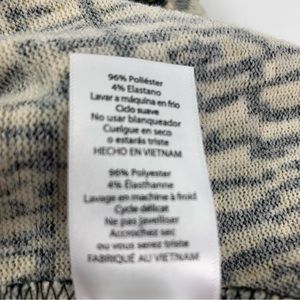 96% Poliéster
4% Elastano
Lavar a máquina en frío
Ciclo suave
No usar blanqueador
Cuelgue en seco
o estarás triste
HECHO EN VIETNAM
96% Polyester
4% Élasthanne
Lavage en machine à froid
Cycle délicat
Ne pas javelliser
Accrochez sec
ou vous serez triste
FABRIQUÉ AU VIETNAM